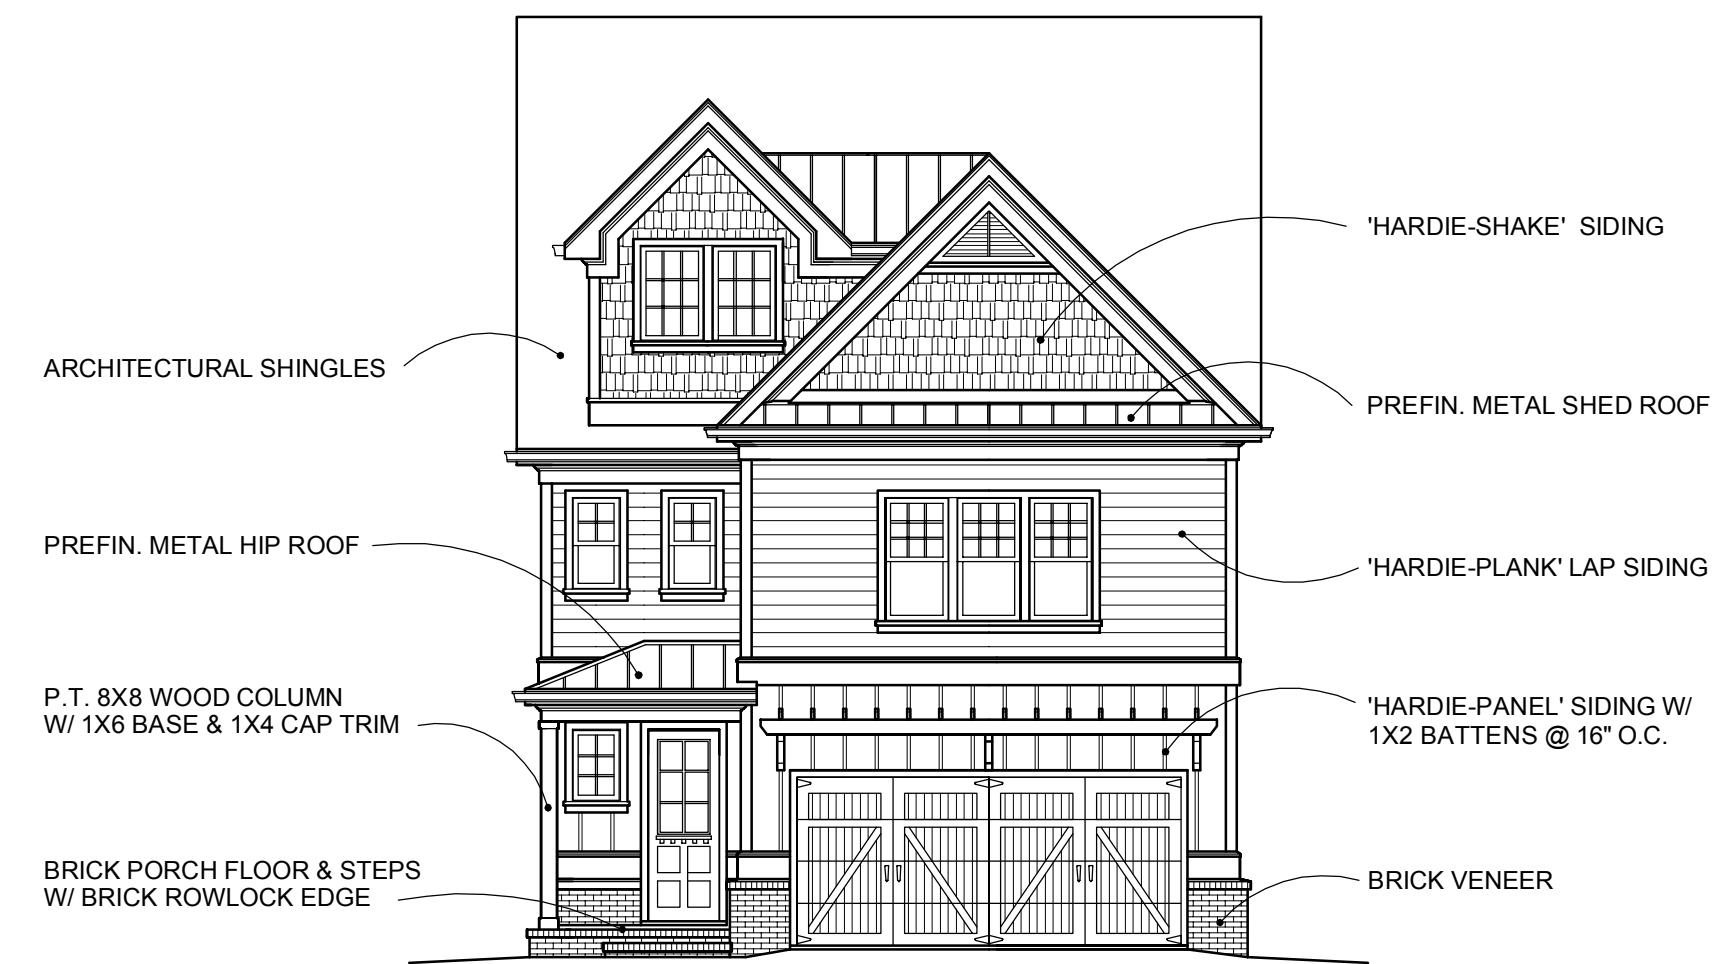 'HARDIE-SHAKE' SIDING
ARCHITECTURAL SHINGLES
PREFIN. METAL SHED ROOF
PREFIN. METAL HIP ROOF
'HARDIE-PLANK' LAP SIDING
P.T. 8X8 WOOD COLUMN
W/ 1X6 BASE & 1X4 CAP TRIM
'HARDIE-PANEL' SIDING W/
1X2 BATTENS @ 16" O.C.
BRICK PORCH FLOOR & STEPS
W/ BRICK ROWLOCK EDGE
BRICK VENEER